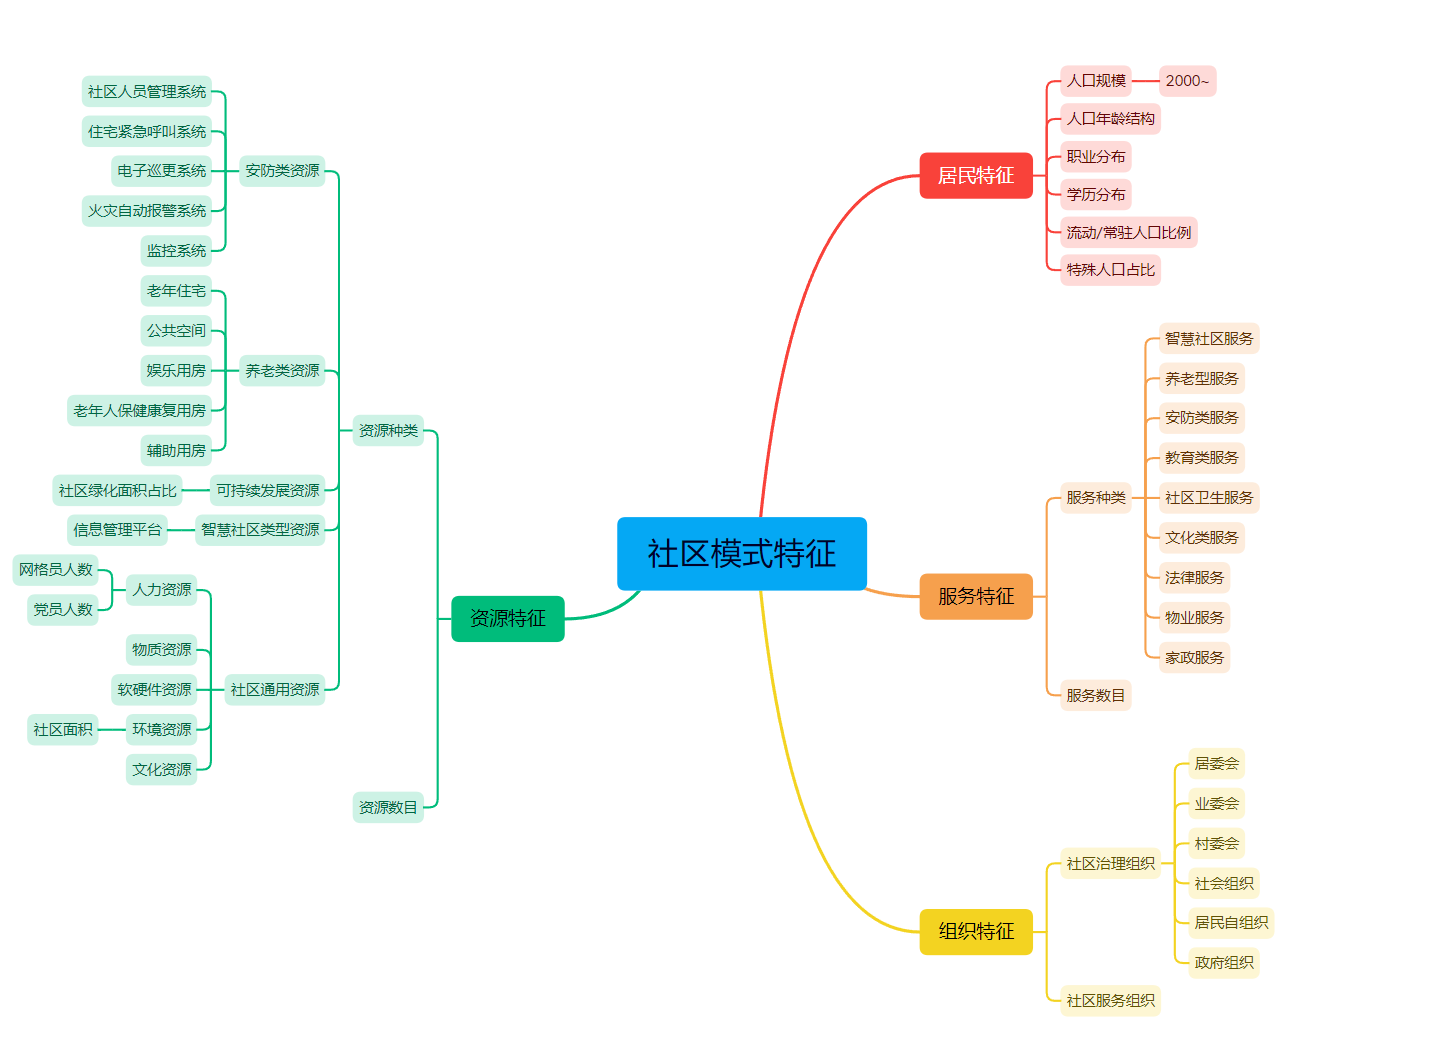 社区模式特征
居民特征
人口规模
2000~
人口年龄结构
职业分布
学历分布
流动/常驻人口比例
特殊人口占比
服务特征
服务种类
智慧社区服务
养老型服务
安防类服务
教育类服务
社区卫生服务
文化类服务
法律服务
物业服务
家政服务
服务数目
组织特征
社区治理组织
居委会
业委会
村委会
社会组织
居民自组织
政府组织
社区服务组织
资源特征
资源种类
安防类资源
社区人员管理系统
住宅紧急呼叫系统
电子巡更系统
火灾自动报警系统
监控系统
养老类资源
老年住宅
公共空间
娱乐用房
老年人保健康复用房
辅助用房
可持续发展资源
社区绿化面积占比
智慧社区类型资源
信息管理平台
社区通用资源
人力资源
网格员人数
党员人数
物质资源
软硬件资源
环境资源
社区面积
文化资源
资源数目